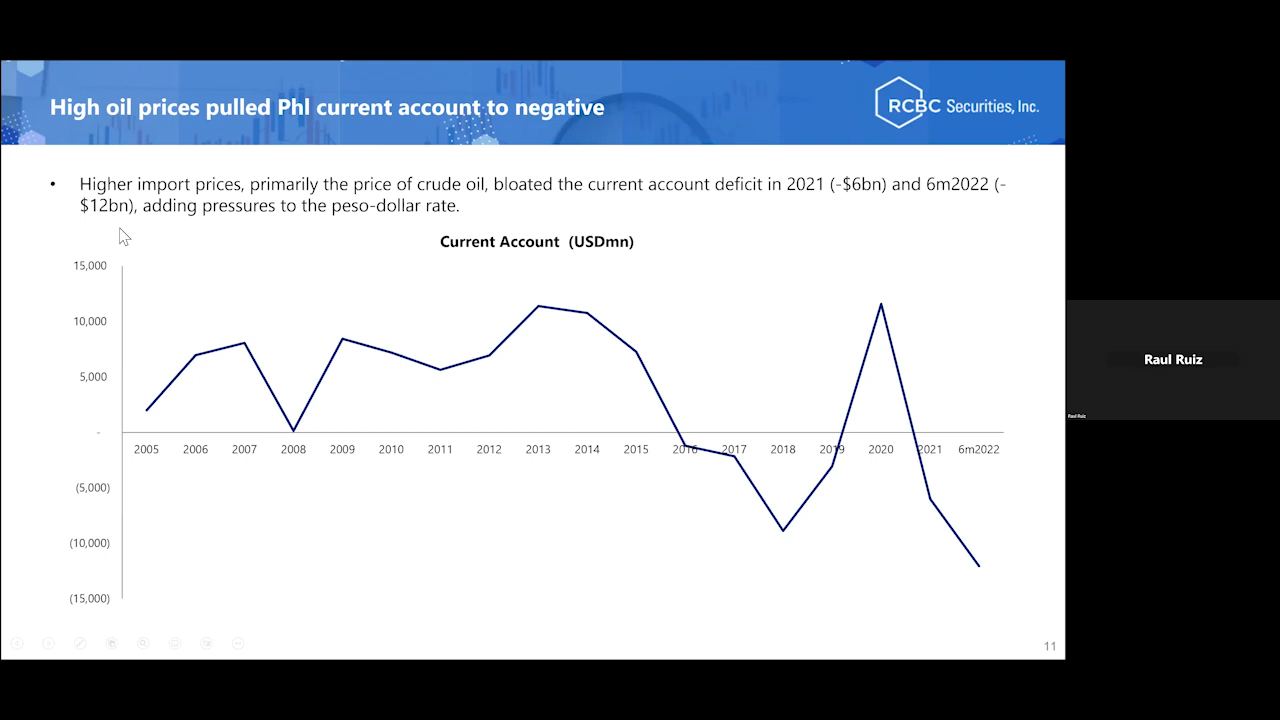 High oil prices pulled Phl current account to negative
RCBC Securities, Inc.
• Higher import prices, primarily the price of crude oil, bloated the current account deficit in 2021 (-$6bn) and 6m2022 (-
$12bn), adding pressures to the peso-dollar rate.
Current Account (USDmn)
15,000
10,000
5,000
-
2005 2006 2007 2008 2009 2010 2011 2012 2013 2014 2015 2016 2017 2018 2019 2020 2021 6m2022
(5,000)
(10,000)
(15,000)
11
Raul Ruiz
Raul Ruiz